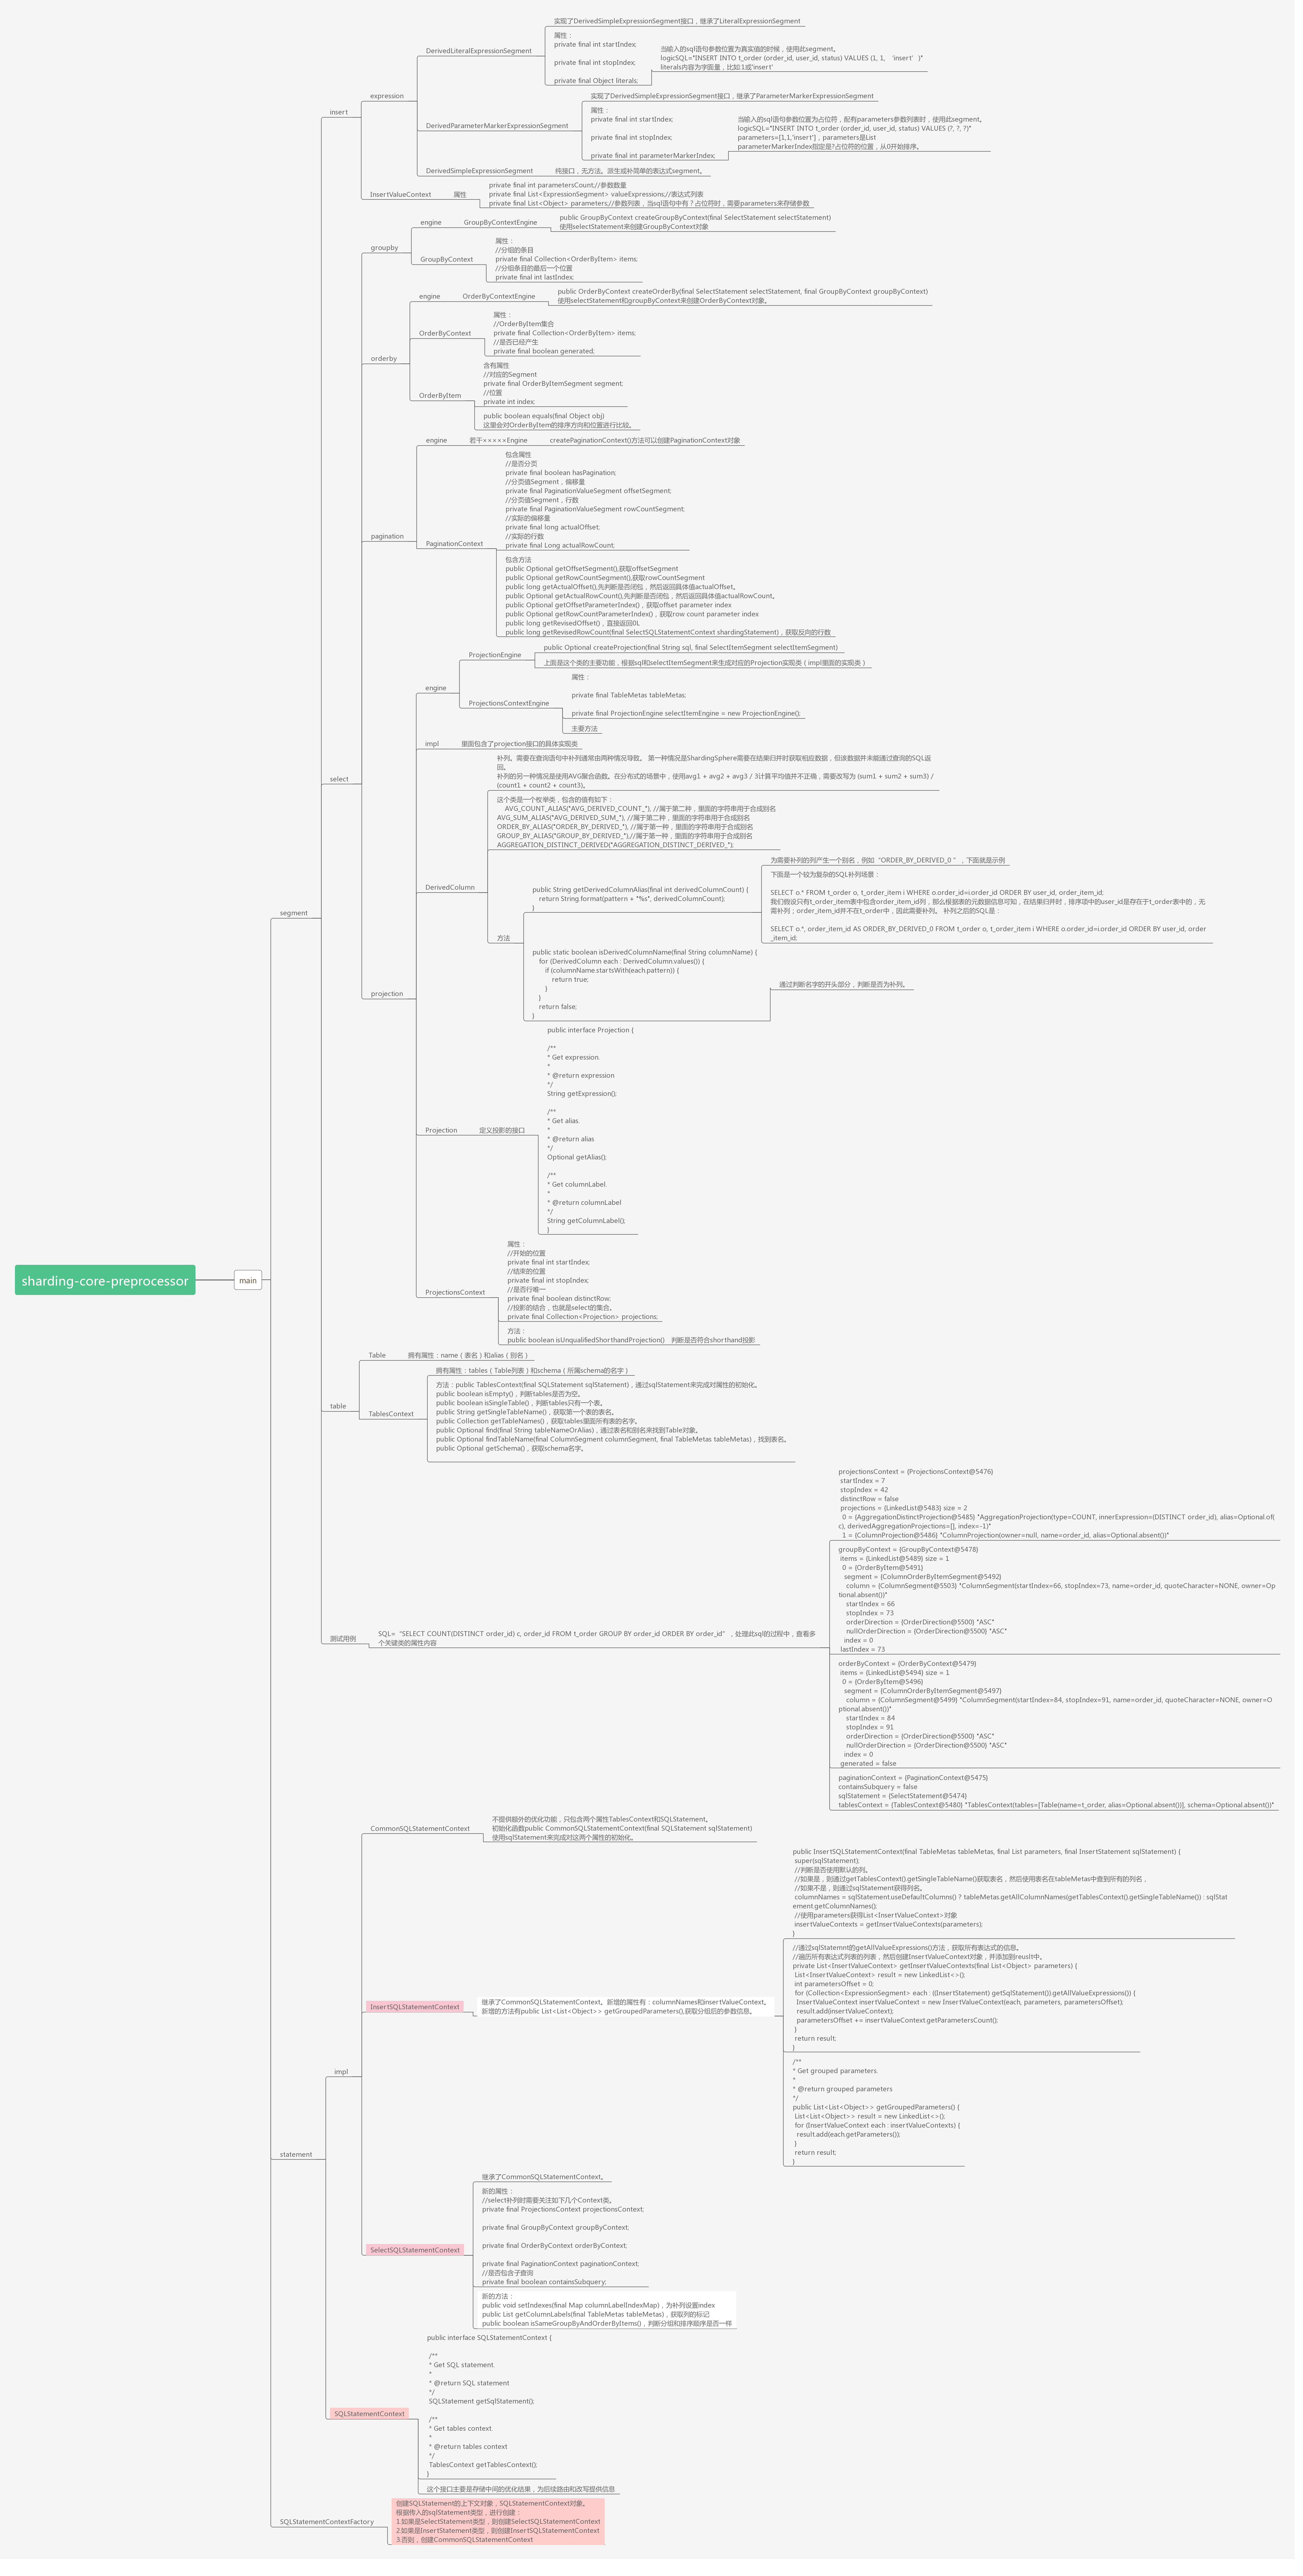 sharding-core-preprocessor
main
segment
insert
expression
DerivedLiteralExpressionSegment
实现了DerivedSimpleExpressionSegment接口，继承了LiteralExpressionSegment
属性：
private final int startIndex;
private final int stopIndex;
private final Object literals;
当输入的sql语句参数位置为真实值的时候，使用此segment。
logicSQL="INSERT INTO t_order (order_id, user_id, status) VALUES (1, 1, ‘insert’)"
literals内容为字面量，比如:1或'insert'
DerivedParameterMarkerExpressionSegment
实现了DerivedSimpleExpressionSegment接口，继承了ParameterMarkerExpressionSegment
属性：
private final int startIndex;
private final int stopIndex;
private final int parameterMarkerIndex;
当输入的sql语句参数位置为占位符，配有parameters参数列表时，使用此segment。
logicSQL="INSERT INTO t_order (order_id, user_id, status) VALUES (?, ?, ?)"
parameters=[1,1,'insert']，parameters是List
parameterMarkerIndex指定是?占位符的位置，从0开始排序。
DerivedSimpleExpressionSegment
纯接口，无方法。派生或补简单的表达式segment。
InsertValueContext
属性
private final int parametersCount;//参数数量
private final List<ExpressionSegment> valueExpressions;//表达式列表
private final List<Object> parameters;//参数列表，当sql语句中有？占位符时，需要parameters来存储参数
select
groupby
engine
GroupByContextEngine
public GroupByContext createGroupByContext(final SelectStatement selectStatement)
使用selectStatement来创建GroupByContext对象
GroupByContext
属性：
//分组的条目
private final Collection<OrderByItem> items;
//分组条目的最后一个位置
private final int lastIndex;
orderby
engine
OrderByContextEngine
public OrderByContext createOrderBy(final SelectStatement selectStatement, final GroupByContext groupByContext)
使用selectStatement和groupByContext来创建OrderByContext对象。
OrderByContext
属性：
//OrderByItem集合
private final Collection<OrderByItem> items;
//是否已经产生
private final boolean generated;
OrderByItem
含有属性
//对应的Segment
private final OrderByItemSegment segment;
//位置
private int index;
public boolean equals(final Object obj)
这里会对OrderByItem的排序方向和位置进行比较。
pagination
engine
若干×××××Engine
createPaginationContext()方法可以创建PaginationContext对象
PaginationContext
包含属性
//是否分页
private final boolean hasPagination;
//分页值Segment，偏移量
private final PaginationValueSegment offsetSegment;
//分页值Segment，行数
private final PaginationValueSegment rowCountSegment;
//实际的偏移量
private final long actualOffset;
//实际的行数
private final Long actualRowCount;
包含方法
public Optional getOffsetSegment(),获取offsetSegment
public Optional getRowCountSegment(),获取rowCountSegment
public long getActualOffset(),先判断是否闭包，然后返回具体值actualOffset。
public Optional getActualRowCount(),先判断是否闭包，然后返回具体值actualRowCount。
public Optional getOffsetParameterIndex()，获取offset parameter index
public Optional getRowCountParameterIndex()，获取row count parameter index
public long getRevisedOffset()，直接返回0L
public long getRevisedRowCount(final SelectSQLStatementContext shardingStatement)，获取反向的行数
projection
engine
ProjectionEngine
public Optional createProjection(final String sql, final SelectItemSegment selectItemSegment)
上面是这个类的主要功能，根据sql和selectItemSegment来生成对应的Projection实现类（impl里面的实现类）
ProjectionsContextEngine
属性：
private final TableMetas tableMetas;
private final ProjectionEngine selectItemEngine = new ProjectionEngine();
主要方法
impl
里面包含了projection接口的具体实现类
DerivedColumn
补列。需要在查询语句中补列通常由两种情况导致。 第一种情况是ShardingSphere需要在结果归并时获取相应数据，但该数据并未能通过查询的SQL返
回。
补列的另一种情况是使用AVG聚合函数。在分布式的场景中，使用avg1 + avg2 + avg3 / 3计算平均值并不正确，需要改写为 (sum1 + sum2 + sum3) /
(count1 + count2 + count3)。
这个类是一个枚举类，包含的值有如下：
AVG_COUNT_ALIAS("AVG_DERIVED_COUNT_"), //属于第二种，里面的字符串用于合成别名
AVG_SUM_ALIAS("AVG_DERIVED_SUM_"), //属于第二种，里面的字符串用于合成别名
ORDER_BY_ALIAS("ORDER_BY_DERIVED_"), //属于第一种，里面的字符串用于合成别名
GROUP_BY_ALIAS("GROUP_BY_DERIVED_"),//属于第一种，里面的字符串用于合成别名
AGGREGATION_DISTINCT_DERIVED("AGGREGATION_DISTINCT_DERIVED_");
方法
public String getDerivedColumnAlias(final int derivedColumnCount) {
return String.format(pattern + "%s", derivedColumnCount);
}
为需要补列的列产生一个别名，例如“ORDER_BY_DERIVED_0 ”，下面就是示例
下面是一个较为复杂的SQL补列场景：
SELECT o.* FROM t_order o, t_order_item i WHERE o.order_id=i.order_id ORDER BY user_id, order_item_id;
我们假设只有t_order_item表中包含order_item_id列，那么根据表的元数据信息可知，在结果归并时，排序项中的user_id是存在于t_order表中的，无
需补列；order_item_id并不在t_order中，因此需要补列。 补列之后的SQL是：
SELECT o.*, order_item_id AS ORDER_BY_DERIVED_0 FROM t_order o, t_order_item i WHERE o.order_id=i.order_id ORDER BY user_id, order
_item_id;
public static boolean isDerivedColumnName(final String columnName) {
for (DerivedColumn each : DerivedColumn.values()) {
if (columnName.startsWith(each.pattern)) {
return true;
}
}
return false;
}
通过判断名字的开头部分，判断是否为补列。
Projection
定义投影的接口
public interface Projection {
/**
* Get expression.
*
* @return expression
*/
String getExpression();
/**
* Get alias.
*
* @return alias
*/
Optional getAlias();
/**
* Get columnLabel.
*
* @return columnLabel
*/
String getColumnLabel();
}
ProjectionsContext
属性：
//开始的位置
private final int startIndex;
//结束的位置
private final int stopIndex;
//是否行唯一
private final boolean distinctRow;
//投影的结合，也就是select的集合。
private final Collection<Projection> projections;
方法：
public boolean isUnqualifiedShorthandProjection() 判断是否符合shorthand投影
table
Table
拥有属性：name（表名）和alias（别名）
TablesContext
拥有属性：tables（Table列表）和schema（所属schema的名字）
方法：public TablesContext(final SQLStatement sqlStatement)，通过sqlStatement来完成对属性的初始化。
public boolean isEmpty()，判断tables是否为空。
public boolean isSingleTable()，判断tables只有一个表。
public String getSingleTableName()，获取第一个表的表名。
public Collection getTableNames()，获取tables里面所有表的名字。
public Optional find(final String tableNameOrAlias)，通过表名和别名来找到Table对象。
public Optional findTableName(final ColumnSegment columnSegment, final TableMetas tableMetas)，找到表名。
public Optional getSchema()，获取schema名字。
测试用例
SQL=“SELECT COUNT(DISTINCT order_id) c, order_id FROM t_order GROUP BY order_id ORDER BY order_id”，处理此sql的过程中，查看多
个关键类的属性内容
projectionsContext = {ProjectionsContext@5476}
startIndex = 7
stopIndex = 42
distinctRow = false
projections = {LinkedList@5483} size = 2
0 = {AggregationDistinctProjection@5485} "AggregationProjection(type=COUNT, innerExpression=(DISTINCT order_id), alias=Optional.of(
c), derivedAggregationProjections=[], index=-1)"
1 = {ColumnProjection@5486} "ColumnProjection(owner=null, name=order_id, alias=Optional.absent())"
groupByContext = {GroupByContext@5478}
items = {LinkedList@5489} size = 1
0 = {OrderByItem@5491}
segment = {ColumnOrderByItemSegment@5492}
column = {ColumnSegment@5503} "ColumnSegment(startIndex=66, stopIndex=73, name=order_id, quoteCharacter=NONE, owner=Op
tional.absent())"
startIndex = 66
stopIndex = 73
orderDirection = {OrderDirection@5500} "ASC"
nullOrderDirection = {OrderDirection@5500} "ASC"
index = 0
lastIndex = 73
orderByContext = {OrderByContext@5479}
items = {LinkedList@5494} size = 1
0 = {OrderByItem@5496}
segment = {ColumnOrderByItemSegment@5497}
column = {ColumnSegment@5499} "ColumnSegment(startIndex=84, stopIndex=91, name=order_id, quoteCharacter=NONE, owner=O
ptional.absent())"
startIndex = 84
stopIndex = 91
orderDirection = {OrderDirection@5500} "ASC"
nullOrderDirection = {OrderDirection@5500} "ASC"
index = 0
generated = false
paginationContext = {PaginationContext@5475}
containsSubquery = false
sqlStatement = {SelectStatement@5474}
tablesContext = {TablesContext@5480} "TablesContext(tables=[Table(name=t_order, alias=Optional.absent())], schema=Optional.absent())"
statement
impl
CommonSQLStatementContext
不提供额外的优化功能，只包含两个属性TablesContext和SQLStatement。
初始化函数public CommonSQLStatementContext(final SQLStatement sqlStatement)
使用sqlStatement来完成对这两个属性的初始化。
InsertSQLStatementContext
继承了CommonSQLStatementContext。新增的属性有：columnNames和insertValueContext。
新增的方法有public List<List<Object>> getGroupedParameters(),获取分组后的参数信息。
public InsertSQLStatementContext(final TableMetas tableMetas, final List parameters, final InsertStatement sqlStatement) {
super(sqlStatement);
//判断是否使用默认的列。
//如果是，则通过getTablesContext().getSingleTableName()获取表名，然后使用表名在tableMetas中查到所有的列名，
//如果不是，则通过sqlStatement获得列名。
columnNames = sqlStatement.useDefaultColumns() ? tableMetas.getAllColumnNames(getTablesContext().getSingleTableName()) : sqlStat
ement.getColumnNames();
//使用parameters获得List<InsertValueContext>对象
insertValueContexts = getInsertValueContexts(parameters);
}
//通过sqlStatemnt的getAllValueExpressions()方法，获取所有表达式的信息。
//遍历所有表达式列表的列表，然后创建InsertValueContext对象，并添加到reuslt中。
private List<InsertValueContext> getInsertValueContexts(final List<Object> parameters) {
List<InsertValueContext> result = new LinkedList<>();
int parametersOffset = 0;
for (Collection<ExpressionSegment> each : ((InsertStatement) getSqlStatement()).getAllValueExpressions()) {
InsertValueContext insertValueContext = new InsertValueContext(each, parameters, parametersOffset);
result.add(insertValueContext);
parametersOffset += insertValueContext.getParametersCount();
}
return result;
}
/**
* Get grouped parameters.
*
* @return grouped parameters
*/
public List<List<Object>> getGroupedParameters() {
List<List<Object>> result = new LinkedList<>();
for (InsertValueContext each : insertValueContexts) {
result.add(each.getParameters());
}
return result;
}
SelectSQLStatementContext
继承了CommonSQLStatementContext。
新的属性：
//select补列时需要关注如下几个Context类。
private final ProjectionsContext projectionsContext;
private final GroupByContext groupByContext;
private final OrderByContext orderByContext;
private final PaginationContext paginationContext;
//是否包含子查询
private final boolean containsSubquery;
新的方法：
public void setIndexes(final Map columnLabelIndexMap)，为补列设置index
public List getColumnLabels(final TableMetas tableMetas)，获取列的标记
public boolean isSameGroupByAndOrderByItems()，判断分组和排序顺序是否一样
SQLStatementContext
public interface SQLStatementContext {
/**
* Get SQL statement.
*
* @return SQL statement
*/
SQLStatement getSqlStatement();
/**
* Get tables context.
*
* @return tables context
*/
TablesContext getTablesContext();
}
这个接口主要是存储中间的优化结果，为后续路由和改写提供信息
SQLStatementContextFactory
创建SQLStatement的上下文对象，SQLStatementContext对象。
根据传入的sqlStatement类型，进行创建：
1.如果是SelectStatement类型，则创建SelectSQLStatementContext
2.如果是InsertStatement类型，则创建InsertSQLStatementContext
3.否则，创建CommonSQLStatementContext